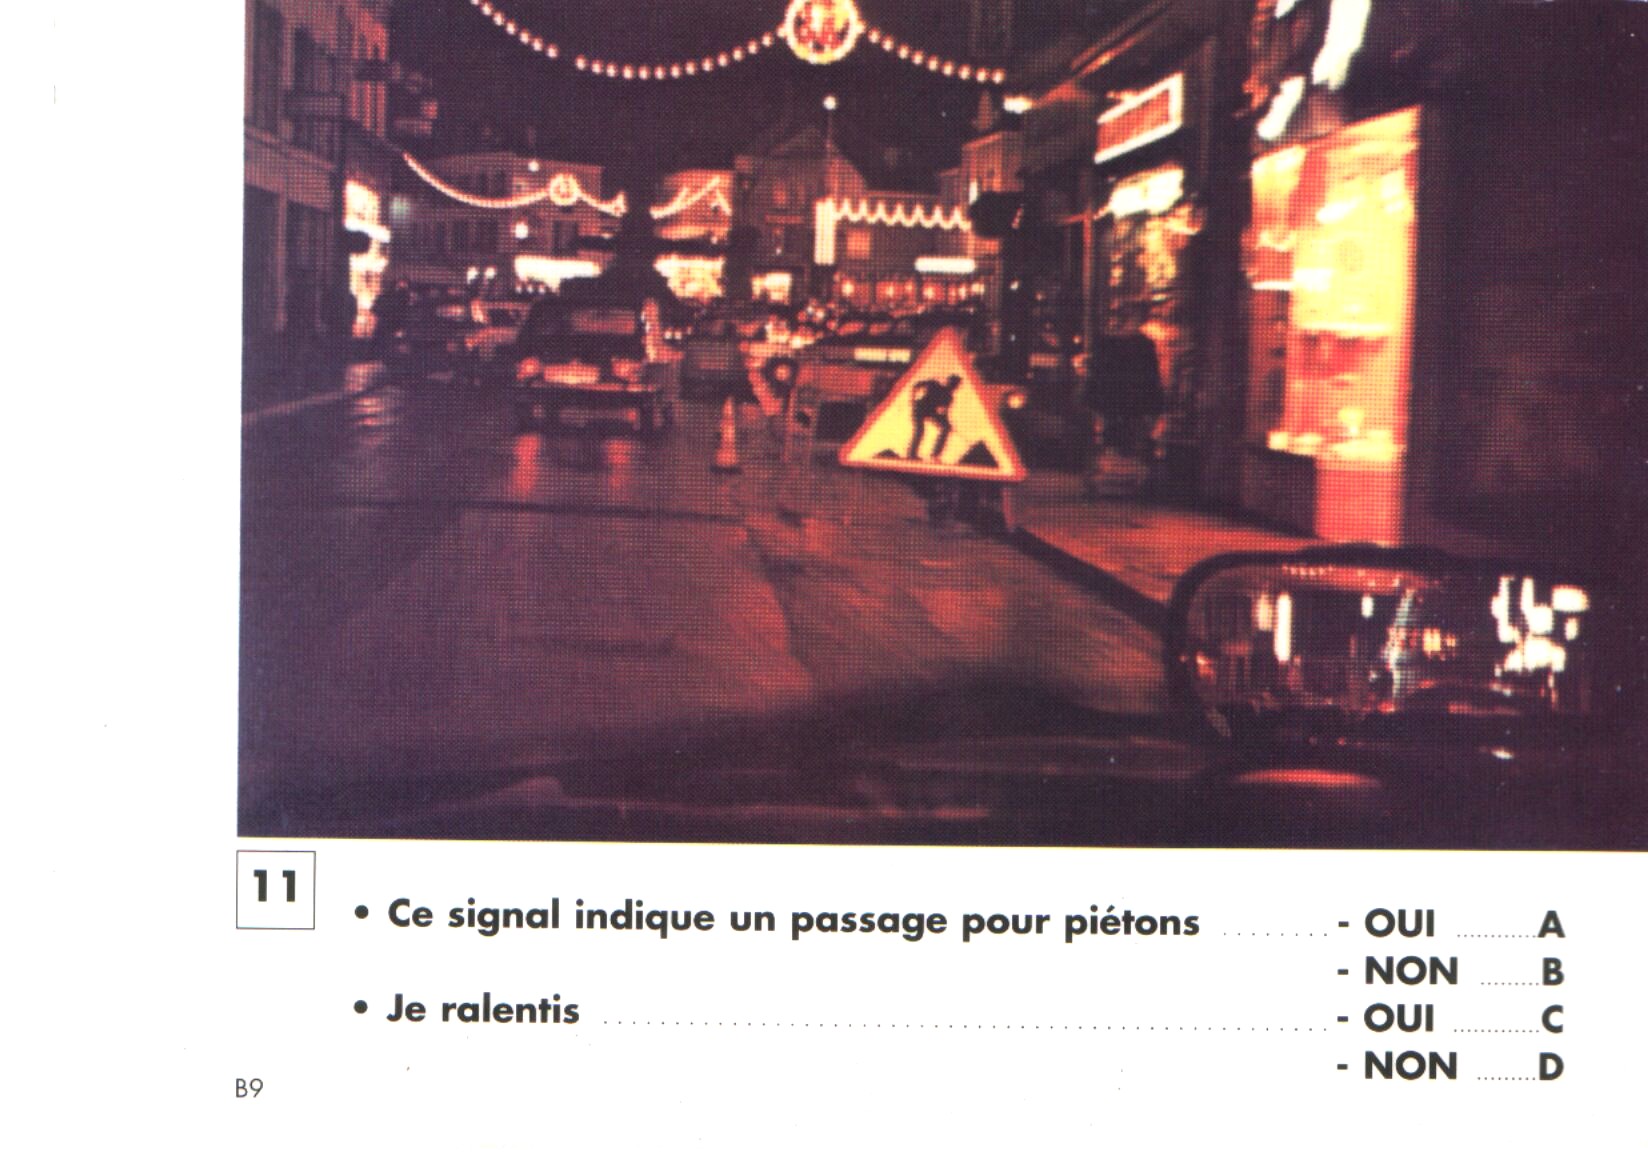 11
• Ce signal indique un passage pour piétons ........ - OUI ........... A
- NON ......... B
• Je ralentis ........................................ - OUI ........... C
- NON ......... D
B9